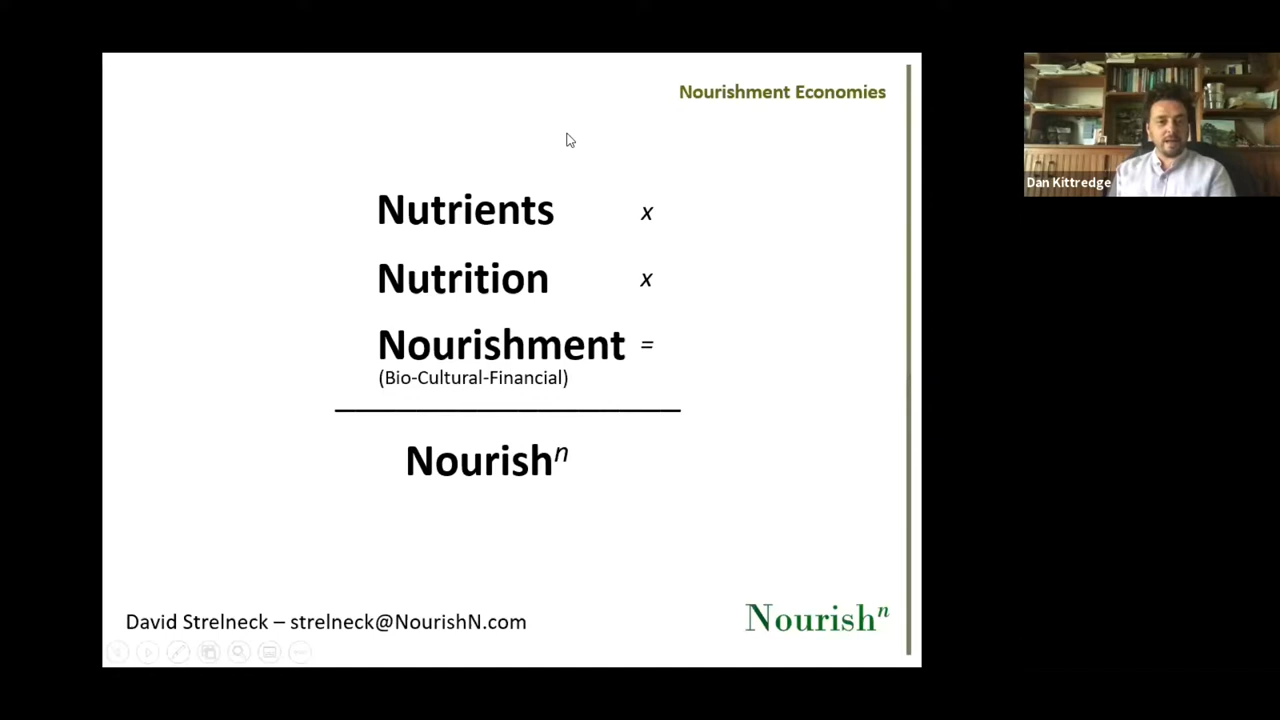 Nourishment Economies
Nutrients x
Nutrition x
Nourishment =
(Bio-Cultural-Financial)
Nourishⁿ
David Strelneck – strelneck@NourishN.com
Nourishⁿ
Dan Kittredge